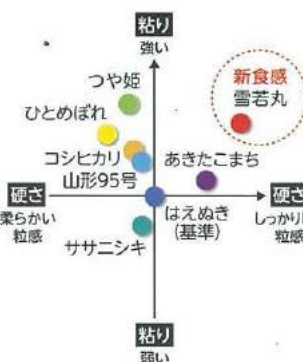 粘り
強い
新食感
雪若丸
つや姫
ひとめぼれ
コシヒカリ
山形95号
あきたこまち
硬さ
柔らかい
粒感
硬さ
しっかり
粒感
はえぬき
(基準)
ササニシキ
粘り
弱い